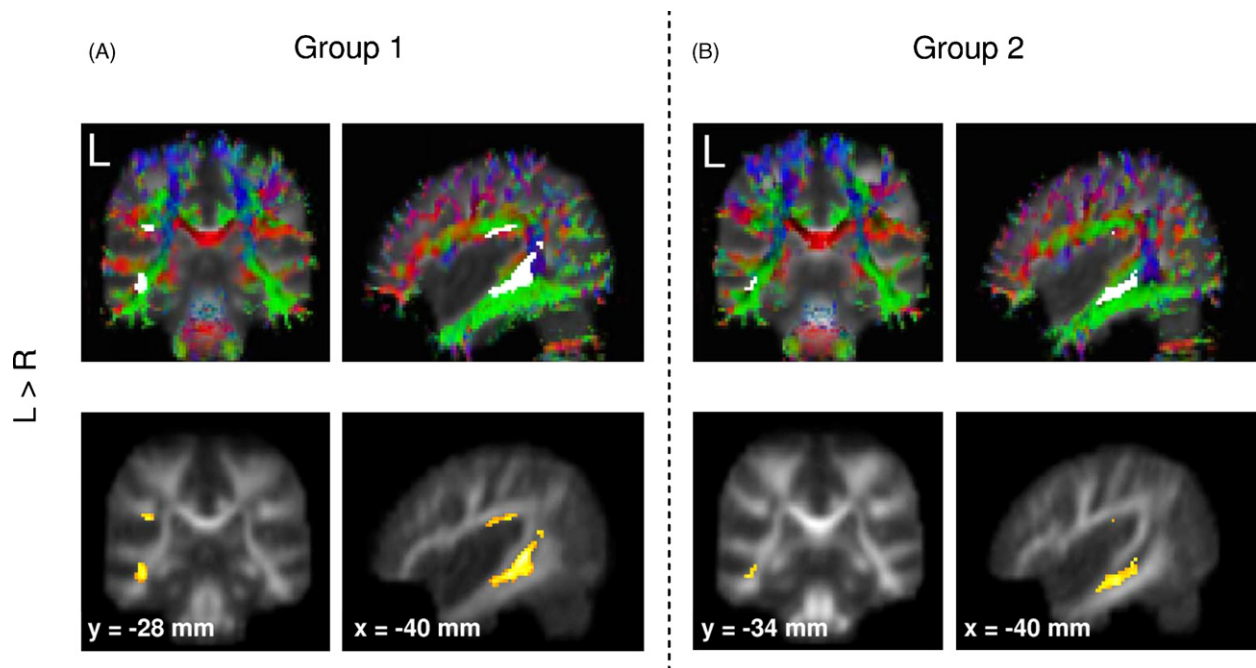 (A) Group 1
(B) Group 2
L
L
L > R
y = -28 mm
x = -40 mm
y = -34 mm
x = -40 mm